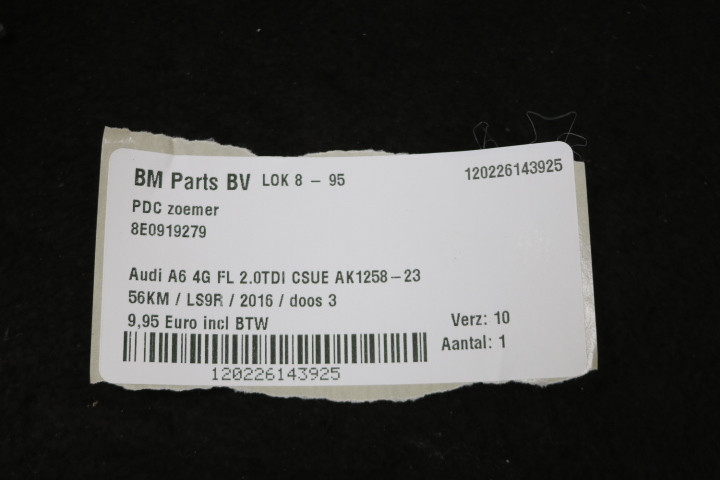 BM Parts BV LOK 8 - 95 120226143925
PDC zoemer
8E0919279
Audi A6 4G FL 2.0TDI CSUE AK1258-23
56KM / LS9R / 2016 / doos 3
9,95 Euro incl BTW Verz: 10
Aantal: 1
120226143925